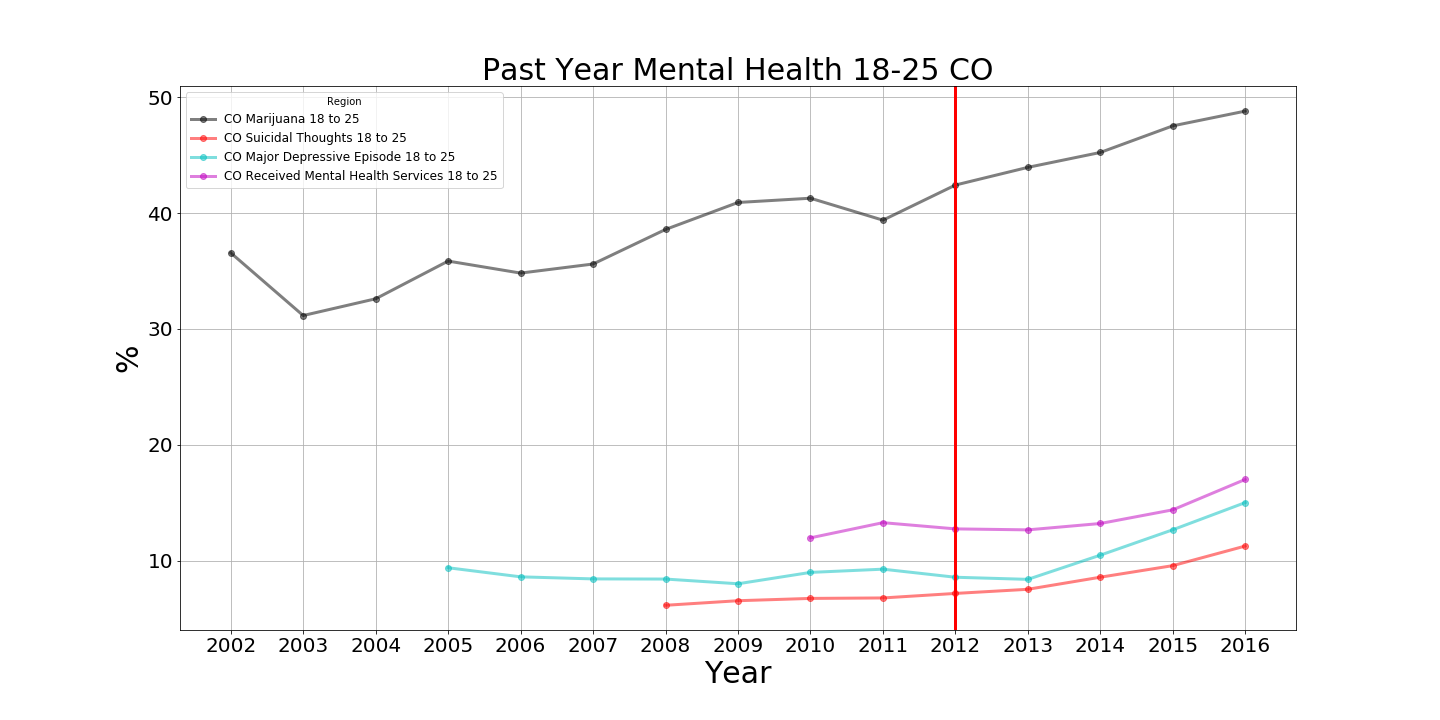 Past Year Mental Health 18-25 CO
Region
CO Marijuana 18 to 25
CO Suicidal Thoughts 18 to 25
CO Major Depressive Episode 18 to 25
CO Received Mental Health Services 18 to 25
50
40
30
20
10
%
2002 2003 2004 2005 2006 2007 2008 2009 2010 2011 2012 2013 2014 2015 2016
Year